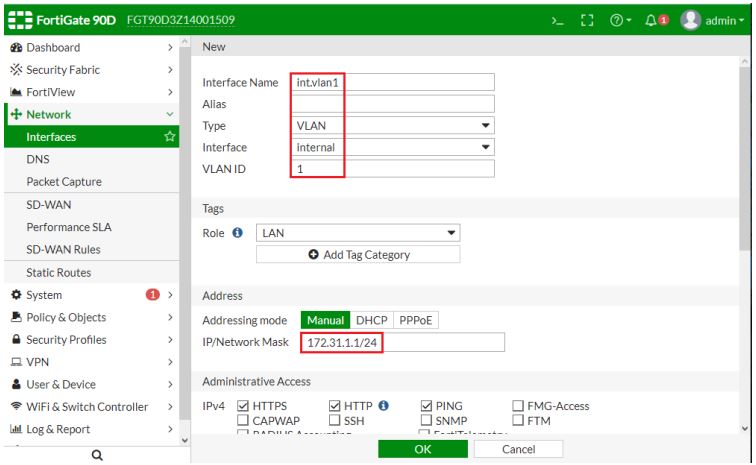 FortiGate 90D FGT90D3Z14001509
>_ admin
1
Dashboard
Security Fabric
FortiView
Network
Interfaces
DNS
Packet Capture
SD-WAN
Performance SLA
SD-WAN Rules
Static Routes
System 1
Policy & Objects
Security Profiles
VPN
User & Device
WiFi & Switch Controller
Log & Report
New
Interface Name int.vlan1
Alias
Type VLAN
Interface internal
VLAN ID 1
Tags
Role LAN
Add Tag Category
Address
Addressing mode Manual DHCP PPPoE
IP/Network Mask 172.31.1.1/24
Administrative Access
IPv4 HTTPS HTTP PING FMG-Access
CAPWAP SSH SNMP FTM
RADIUS Accounting FortiTelemetry
OK Cancel